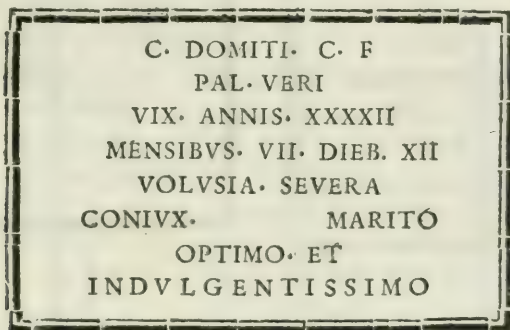 C· DOMITI· C· F
PAL· VERI
VIX· ANNIS· XXXXII
MENSIBVS· VII· DIEB. XII
VOLVSIA· SEVERA
CONIVX· MARITÓ
OPTIMO· ET
INDVLGENTISSIMO